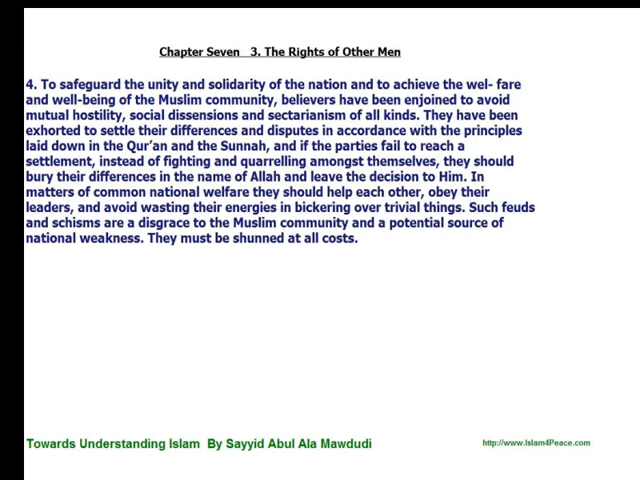 Chapter Seven   3. The Rights of Other Men
4. To safeguard the unity and solidarity of the nation and to achieve the wel- fare
and well-being of the Muslim community, believers have been enjoined to avoid
mutual hostility, social dissensions and sectarianism of all kinds. They have been
exhorted to settle their differences and disputes in accordance with the principles
laid down in the Qur’an and the Sunnah, and if the parties fail to reach a
settlement, instead of fighting and quarrelling amongst themselves, they should
bury their differences in the name of Allah and leave the decision to Him. In
matters of common national welfare they should help each other, obey their
leaders, and avoid wasting their energies in bickering over trivial things. Such feuds
and schisms are a disgrace to the Muslim community and a potential source of
national weakness. They must be shunned at all costs.
Towards Understanding Islam  By Sayyid Abul Ala Mawdudi
http://www.Islam4Peace.com